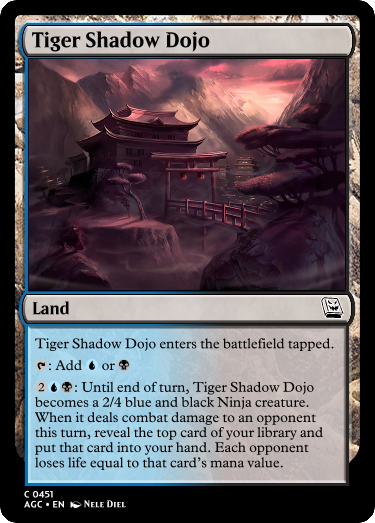 Tiger Shadow Dojo
Land
Tiger Shadow Dojo enters the battlefield tapped.
: Add or
2 : Until end of turn, Tiger Shadow Dojo
becomes a 2/4 blue and black Ninja creature.
When it deals combat damage to an opponent
this turn, reveal the top card of your library and
put that card into your hand. Each opponent
loses life equal to that card's mana value.
C 0451
AGC • EN Nele Diel